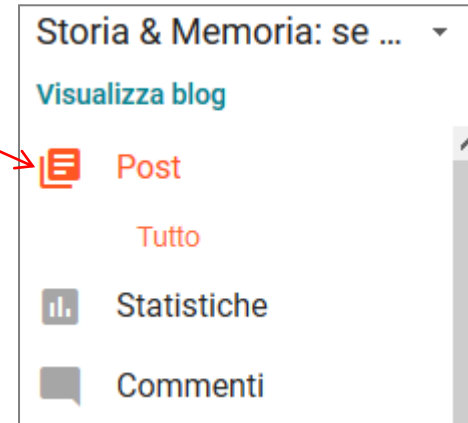 Storia & Memoria: se ...
Visualizza blog
Post
Tutto
Statistiche
Commenti